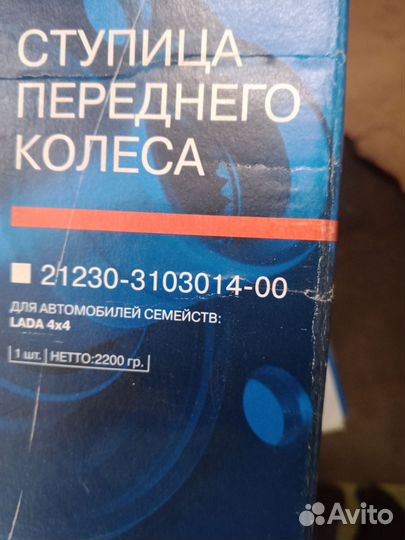 СТУПИЦА
ПЕРЕДНЕГО
КОЛЕСА
21230-3103014-00
ДЛЯ АВТОМОБИЛЕЙ СЕМЕЙСТВ:
LADA 4x4
1 шт. НЕТТО:2200 гр.
Avito